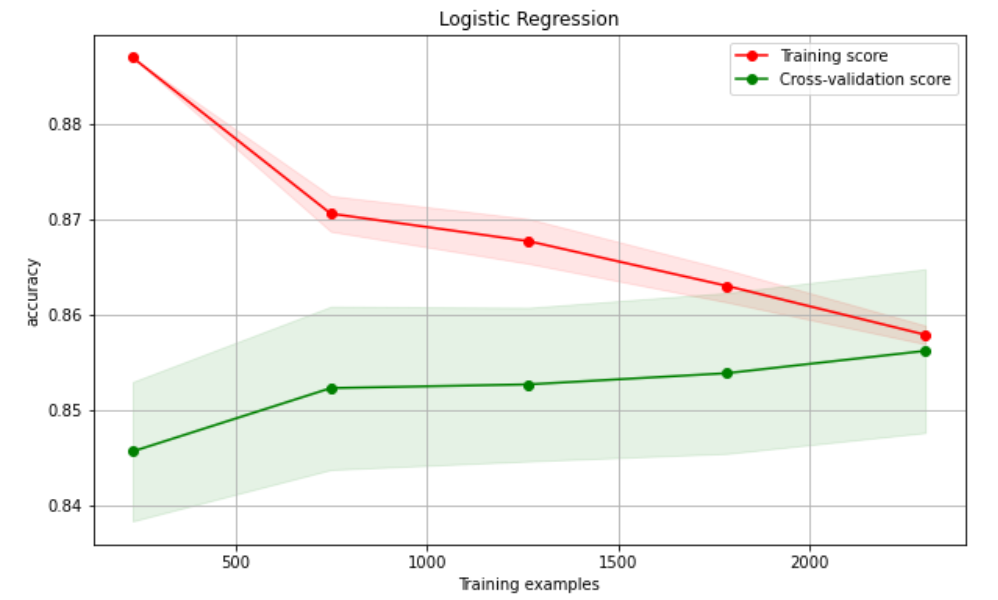 Logistic Regression
Training score
Cross-validation score
0.88
0.87
0.86
0.85
0.84
accuracy
500
1000
1500
2000
Training examples